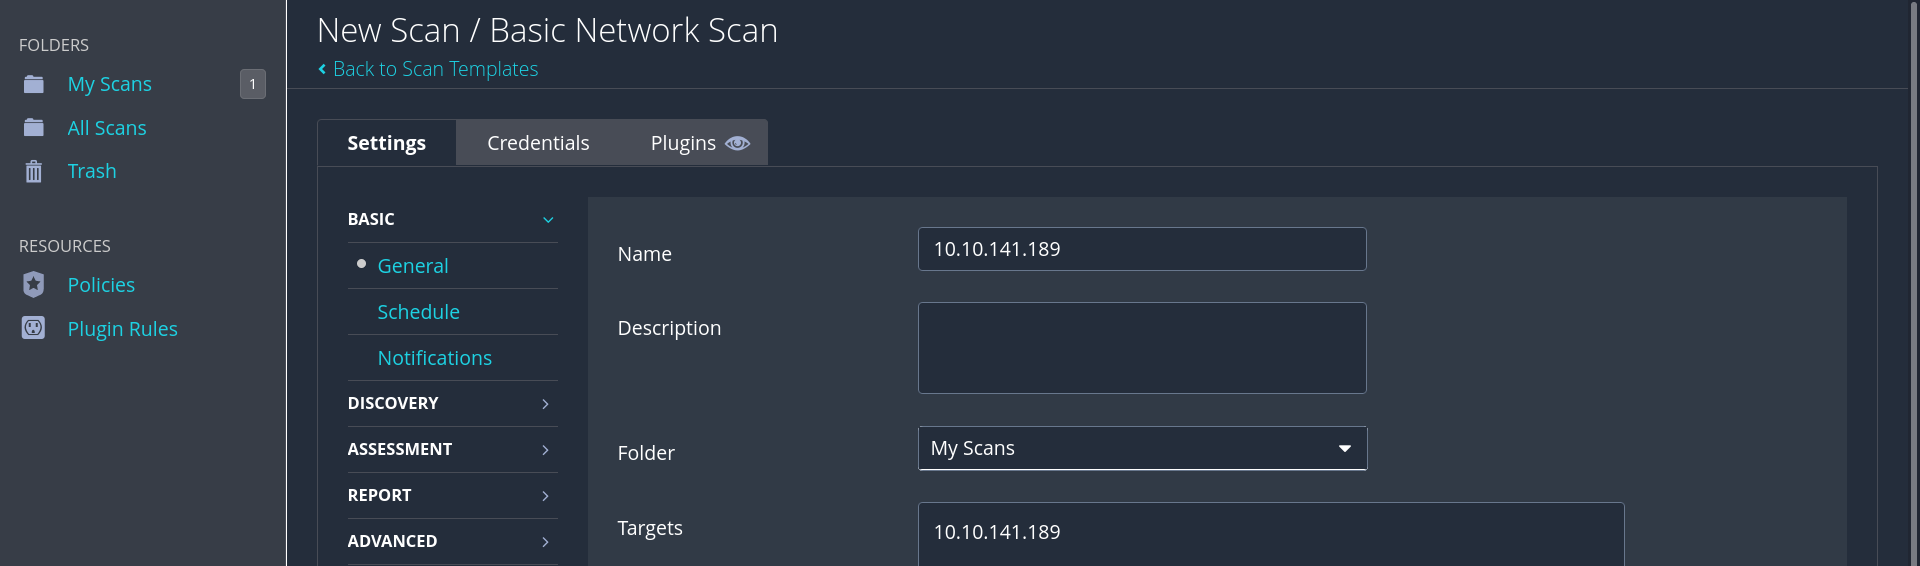 FOLDERS
My Scans 1
All Scans
Trash
RESOURCES
Policies
Plugin Rules
New Scan / Basic Network Scan
Back to Scan Templates
Settings Credentials Plugins
BASIC
General
Schedule
Notifications
DISCOVERY
ASSESSMENT
REPORT
ADVANCED
Name 10.10.141.189
Description
Folder My Scans
Targets 10.10.141.189